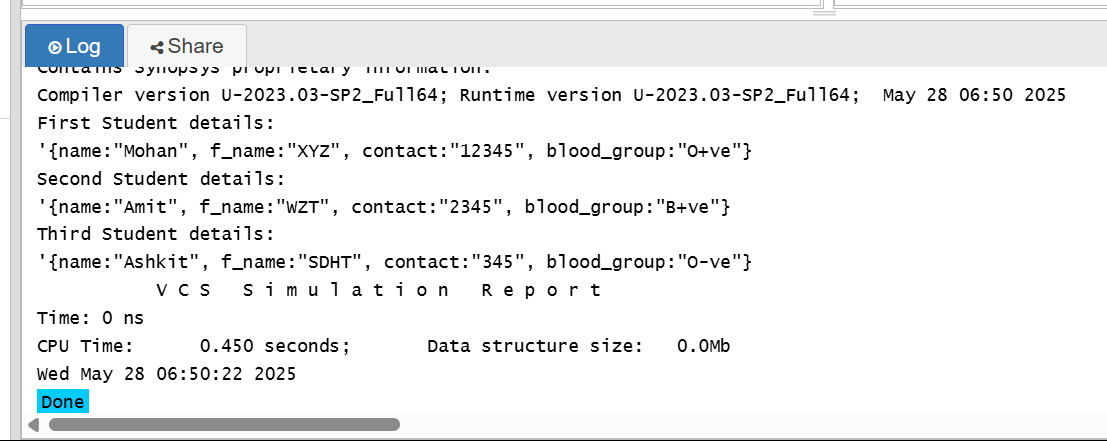 Log
Share
Contains Synopsys proprietary information.
Compiler version U-2023.03-SP2_Full64; Runtime version U-2023.03-SP2_Full64;  May 28 06:50 2025
First Student details:
'{name:"Mohan", f_name:"XYZ", contact:"12345", blood_group:"O+ve"}
Second Student details:
'{name:"Amit", f_name:"WZT", contact:"2345", blood_group:"B+ve"}
Third Student details:
'{name:"Ashkit", f_name:"SDHT", contact:"345", blood_group:"O-ve"}
V C S   S i m u l a t i o n   R e p o r t
Time: 0 ns
CPU Time:      0.450 seconds;       Data structure size:   0.0Mb
Wed May 28 06:50:22 2025
Done